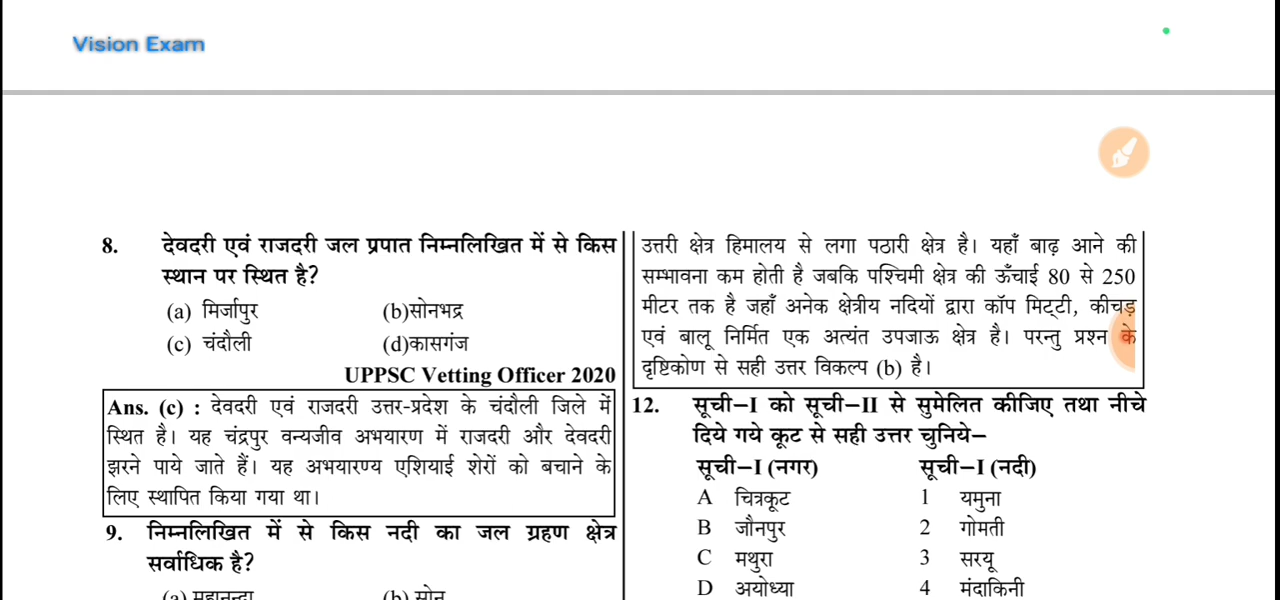 Vision Exam
8. देवदरी एवं राजदरी जल प्रपात निम्नलिखित में से किस
स्थान पर स्थित है?
(a) मिर्जापुर (b)सोनभद्र
(c) चंदौली (d)कासगंज
UPPSC Vetting Officer 2020
Ans. (c) : देवदरी एवं राजदरी उत्तर-प्रदेश के चंदौली जिले में
स्थित है। यह चंद्रपुर वन्यजीव अभयारण में राजदरी और देवदरी
झरने पाये जाते हैं। यह अभयारण्य एशियाई शेरों को बचाने के
लिए स्थापित किया गया था।
9. निम्नलिखित में से किस नदी का जल ग्रहण क्षेत्र
सर्वाधिक है?
(a) महानन्दा (b) सोन
उत्तरी क्षेत्र हिमालय से लगा पठारी क्षेत्र है। यहाँ बाढ़ आने की
सम्भावना कम होती है जबकि पश्चिमी क्षेत्र की ऊँचाई 80 से 250
मीटर तक है जहाँ अनेक क्षेत्रीय नदियों द्वारा कॉप मिट्टी, कीचड़
एवं बालू निर्मित एक अत्यंत उपजाऊ क्षेत्र है। परन्तु प्रश्न के
दृष्टिकोण से सही उत्तर विकल्प (b) है।
12. सूची–I को सूची–II से सुमेलित कीजिए तथा नीचे
दिये गये कूट से सही उत्तर चुनिये–
सूची–I (नगर) सूची–I (नदी)
A चित्रकूट 1 यमुना
B जौनपुर 2 गोमती
C मथुरा 3 सरयू
D अयोध्या 4 मंदाकिनी